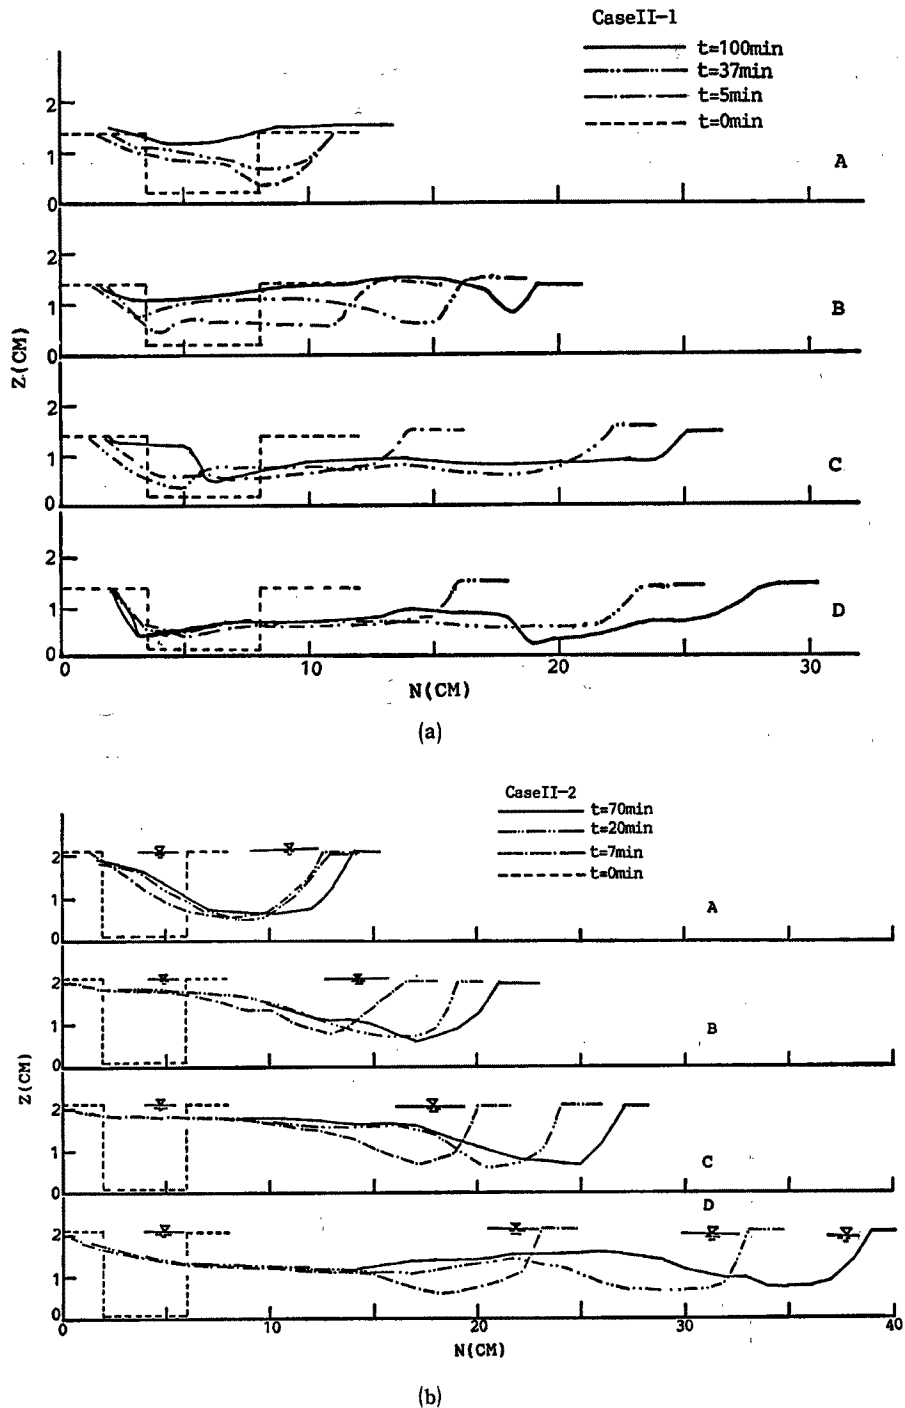 CaseII-1
t=100min
t=37min
t=5min
t=0min
2
1
0
A
2
1
0
B
Z(CM)
2
1
0
C
2
1
0
D
0 10 20 30
N(CM)
(a)
CaseII-2
t=70min
t=20min
t=7min
t=0min
2
1
0
A
2
1
0
B
Z(CM)
2
1
0
C
D
2
1
0 10 20 30 40
N(CM)
(b)